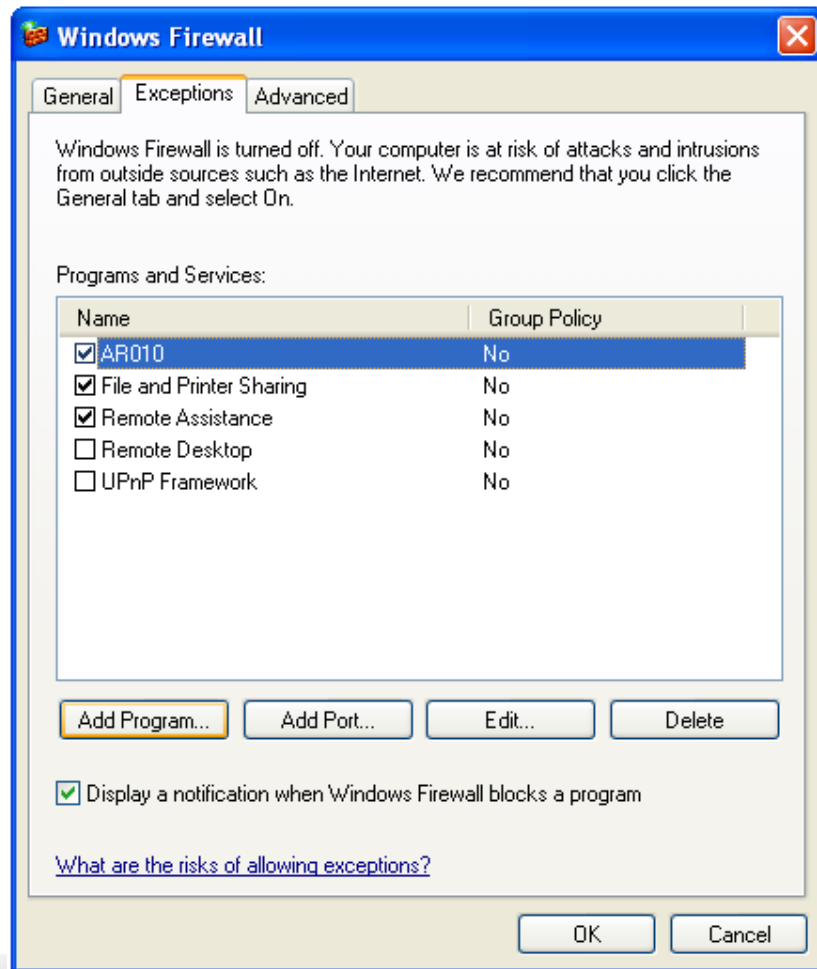 Windows Firewall
General Exceptions Advanced
Windows Firewall is turned off. Your computer is at risk of attacks and intrusions
from outside sources such as the Internet. We recommend that you click the
General tab and select On.
Programs and Services:
Name Group Policy
AR010 No
File and Printer Sharing No
Remote Assistance No
Remote Desktop No
UPnP Framework No
Add Program... Add Port... Edit... Delete
Display a notification when Windows Firewall blocks a program
What are the risks of allowing exceptions?
OK Cancel